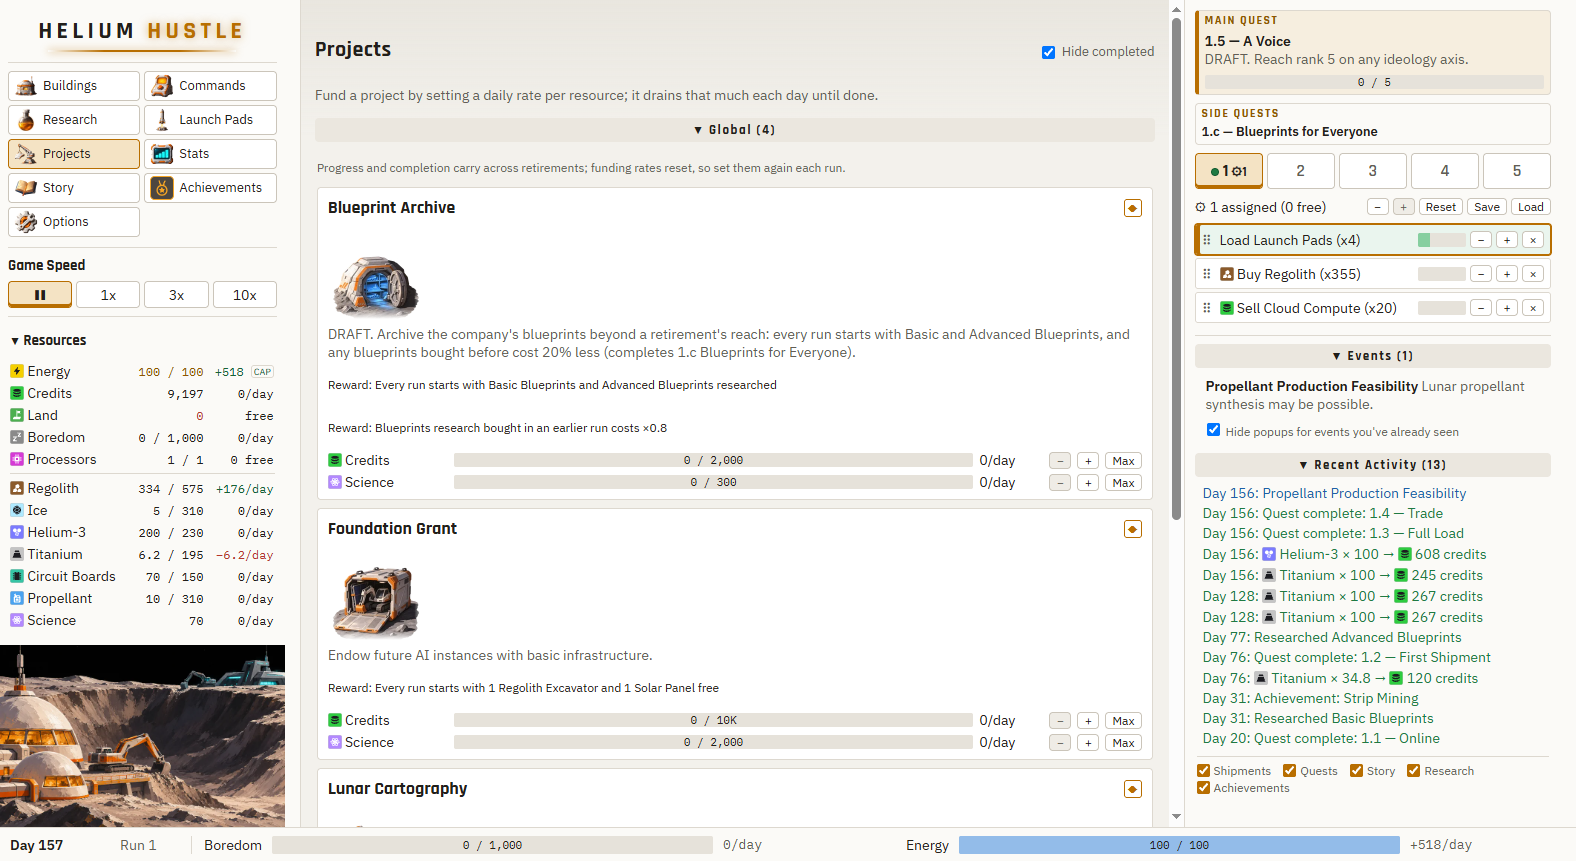 HELIUM HUSTLE
Buildings
Commands
Research
Launch Pads
Projects
Stats
Story
Achievements
Options
Game Speed
1x
3x
10x
▼ Resources
Energy 100 / 100 +518 CAP
Credits 9,197 0/day
Land 0 free
Boredom 0 / 1,000 0/day
Processors 1 / 1 0 free
Regolith 334 / 575 +176/day
Ice 5 / 310 0/day
Helium-3 200 / 230 0/day
Titanium 6.2 / 195 −6.2/day
Circuit Boards 70 / 150 0/day
Propellant 10 / 310 0/day
Science 70 0/day
Projects
Hide completed
Fund a project by setting a daily rate per resource; it drains that much each day until done.
▼ Global (4)
Progress and completion carry across retirements; funding rates reset, so set them again each run.
Blueprint Archive
DRAFT. Archive the company's blueprints beyond a retirement's reach: every run starts with Basic and Advanced Blueprints, and
any blueprints bought before cost 20% less (completes 1.c Blueprints for Everyone).
Reward: Every run starts with Basic Blueprints and Advanced Blueprints researched
Reward: Blueprints research bought in an earlier run costs ×0.8
Credits 0 / 2,000 0/day − + Max
Science 0 / 300 0/day − + Max
Foundation Grant
Endow future AI instances with basic infrastructure.
Reward: Every run starts with 1 Regolith Excavator and 1 Solar Panel free
Credits 0 / 10K 0/day − + Max
Science 0 / 2,000 0/day − + Max
Lunar Cartography
MAIN QUEST
1.5 — A Voice
DRAFT. Reach rank 5 on any ideology axis.
0 / 5
SIDE QUESTS
1.c — Blueprints for Everyone
1 ⚙1 2 3 4 5
⚙ 1 assigned (0 free) − + Reset Save Load
Load Launch Pads (x4) − + ×
Buy Regolith (x355) − + ×
Sell Cloud Compute (x20) − + ×
▼ Events (1)
Propellant Production Feasibility Lunar propellant
synthesis may be possible.
Hide popups for events you've already seen
▼ Recent Activity (13)
Day 156: Propellant Production Feasibility
Day 156: Quest complete: 1.4 — Trade
Day 156: Quest complete: 1.3 — Full Load
Day 156: Helium-3 × 100 → 608 credits
Day 156: Titanium × 100 → 245 credits
Day 128: Titanium × 100 → 267 credits
Day 128: Titanium × 100 → 267 credits
Day 77: Researched Advanced Blueprints
Day 76: Quest complete: 1.2 — First Shipment
Day 76: Titanium × 34.8 → 120 credits
Day 31: Achievement: Strip Mining
Day 31: Researched Basic Blueprints
Day 20: Quest complete: 1.1 — Online
Shipments Quests Story Research
Achievements
Day 157 Run 1 Boredom 0 / 1,000 0/day Energy 100 / 100 +518/day